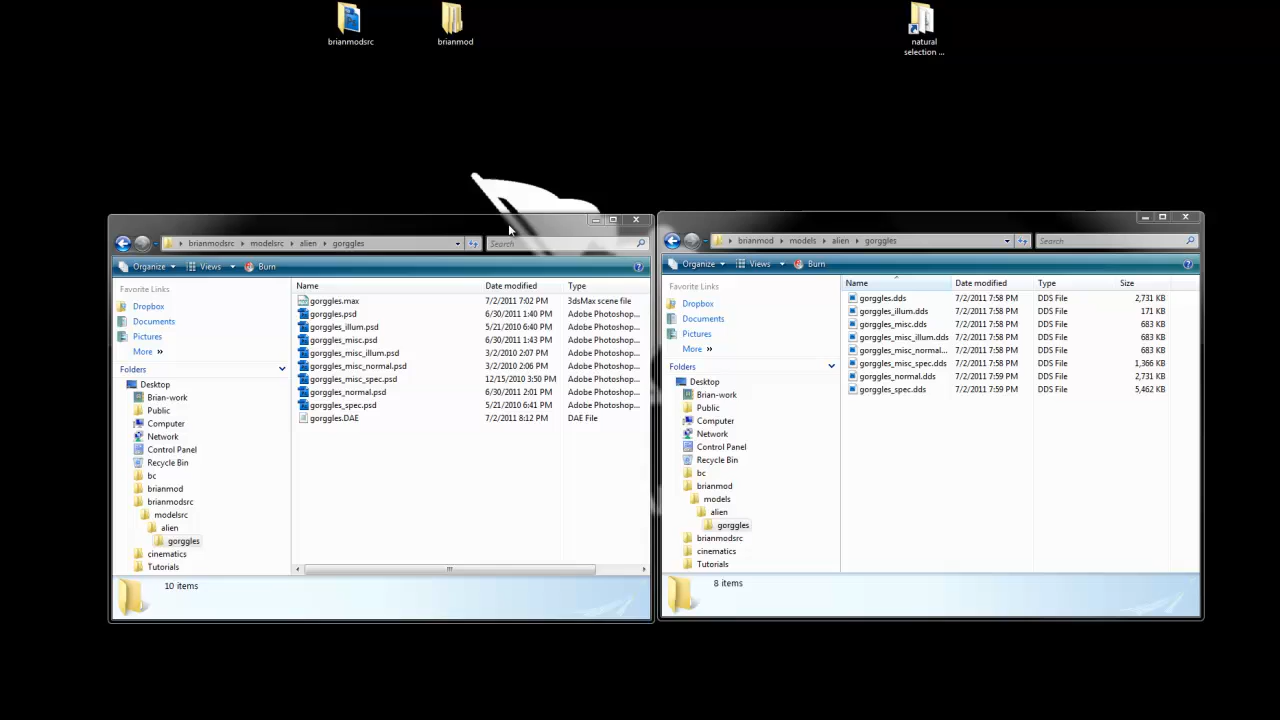 brianmodsrc
brianmod
natural
selection ...
brianmodsrc modelsrc alien gorggles
Search
Organize Views Burn
Favorite Links
Dropbox
Documents
Pictures
More »
Folders
Desktop
Brian-work
Public
Computer
Network
Control Panel
Recycle Bin
bc
brianmod
brianmodsrc
modelsrc
alien
gorggles
cinematics
Tutorials
Name Date modified Type
gorggles.max 7/2/2011 7:02 PM 3dsMax scene file
gorggles.psd 6/30/2011 1:40 PM Adobe Photoshop...
gorggles_illum.psd 5/21/2010 6:40 PM Adobe Photoshop...
gorggles_misc.psd 6/30/2011 1:43 PM Adobe Photoshop...
gorggles_misc_illum.psd 3/2/2010 2:07 PM Adobe Photoshop...
gorggles_misc_normal.psd 3/2/2010 2:06 PM Adobe Photoshop...
gorggles_misc_spec.psd 12/15/2010 3:50 PM Adobe Photoshop...
gorggles_normal.psd 6/30/2011 2:01 PM Adobe Photoshop...
gorggles_spec.psd 5/21/2010 6:41 PM Adobe Photoshop...
gorggles.DAE 7/2/2011 8:12 PM DAE File
10 items
brianmod models alien gorggles
Search
Organize Views Burn
Favorite Links
Dropbox
Documents
Pictures
More »
Folders
Desktop
Brian-work
Public
Computer
Network
Control Panel
Recycle Bin
bc
brianmod
models
alien
gorggles
brianmodsrc
cinematics
Tutorials
Name Date modified Type Size
gorggles.dds 7/2/2011 7:58 PM DDS File 2,731 KB
gorggles_illum.dds 7/2/2011 7:58 PM DDS File 171 KB
gorggles_misc.dds 7/2/2011 7:58 PM DDS File 683 KB
gorggles_misc_illum.dds 7/2/2011 7:58 PM DDS File 683 KB
gorggles_misc_normal... 7/2/2011 7:58 PM DDS File 683 KB
gorggles_misc_spec.dds 7/2/2011 7:58 PM DDS File 1,366 KB
gorggles_normal.dds 7/2/2011 7:59 PM DDS File 2,731 KB
gorggles_spec.dds 7/2/2011 7:59 PM DDS File 5,462 KB
8 items